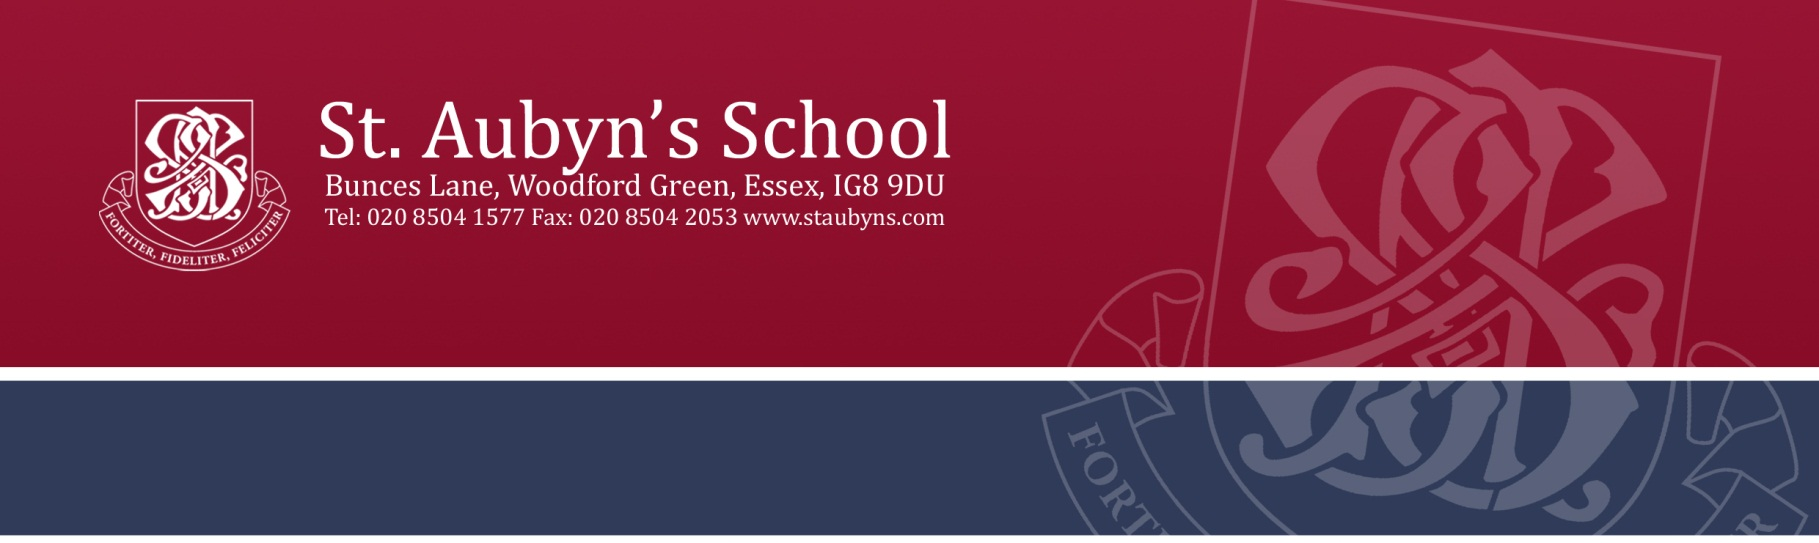 St. Aubyn's School
Bunces Lane, Woodford Green, Essex, IG8 9DU
Tel: 020 8504 1577 Fax: 020 8504 2053 www.staubyns.com
FORTITER, FIDELITER, FELICITER
FORTI
R